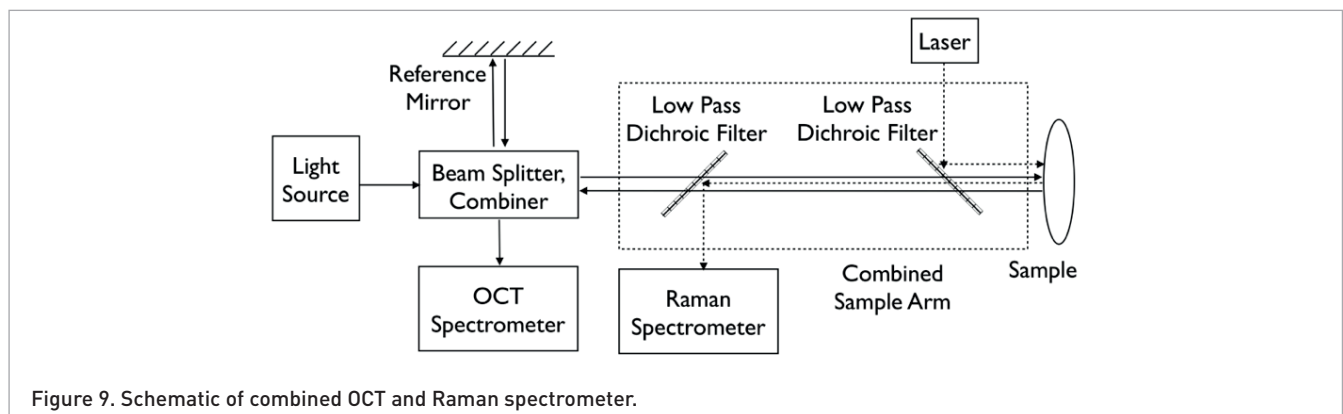 Laser
Reference
Mirror
Low Pass
Dichroic Filter
Low Pass
Dichroic Filter
Light
Source
Beam Splitter,
Combiner
OCT
Spectrometer
Raman
Spectrometer
Combined
Sample Arm
Sample
Figure 9. Schematic of combined OCT and Raman spectrometer.